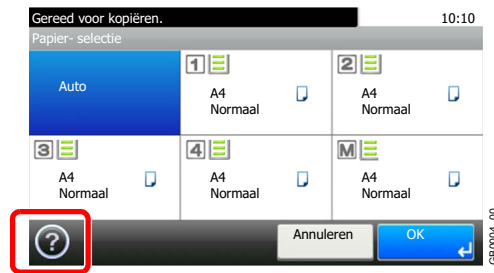 Gereed voor kopiëren. 10:10
Papier- selectie
Auto
1
A4
Normaal
2
A4
Normaal
3
A4
Normaal
4
A4
Normaal
M
A4
Normaal
?
Annuleren
OK
GB0004_00